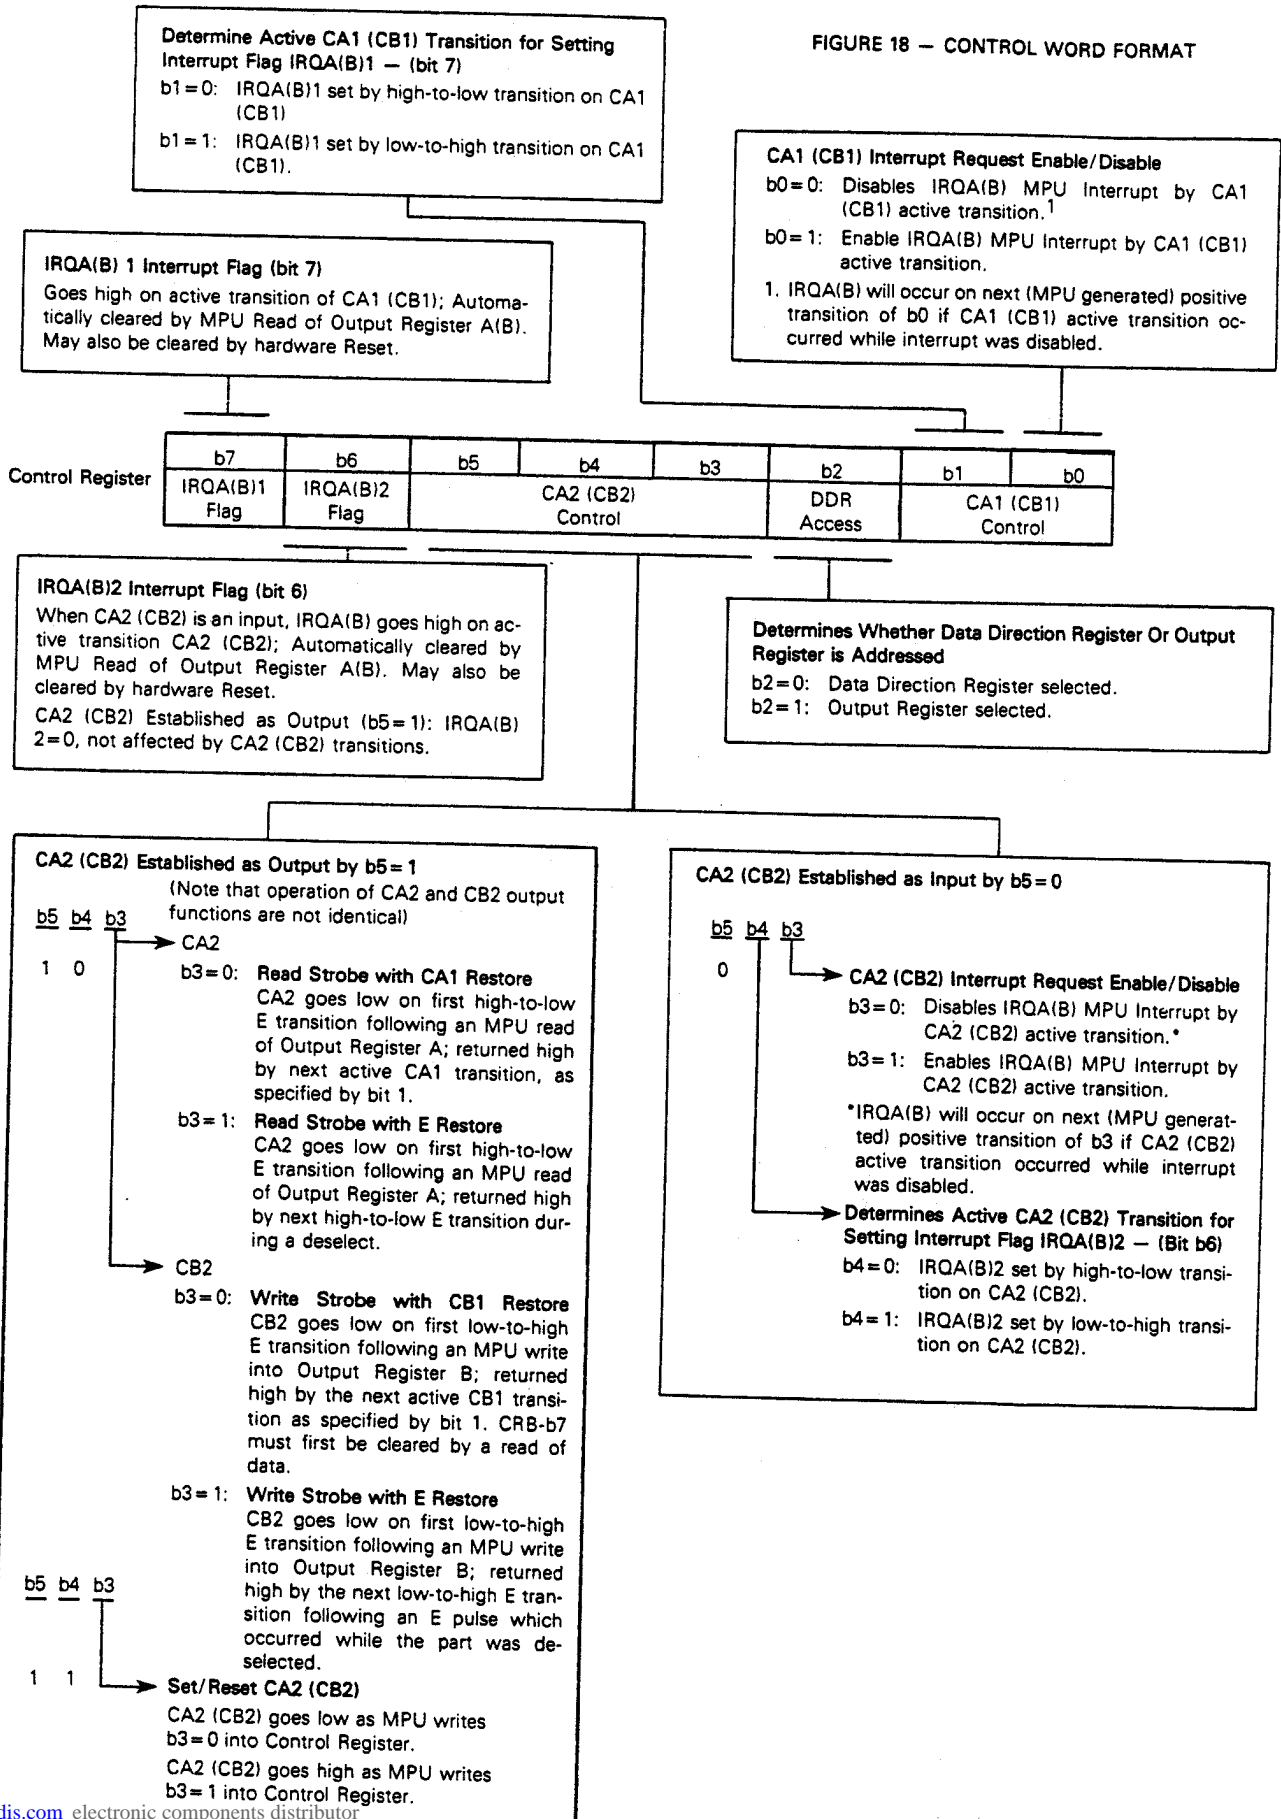 FIGURE 18 — CONTROL WORD FORMAT
Determine Active CA1 (CB1) Transition for Setting
Interrupt Flag IRQA(B)1 — (bit 7)
b1=0: IRQA(B)1 set by high-to-low transition on CA1
(CB1)
b1=1: IRQA(B)1 set by low-to-high transition on CA1
(CB1).
CA1 (CB1) Interrupt Request Enable/Disable
b0=0: Disables IRQA(B) MPU Interrupt by CA1
(CB1) active transition.1
b0=1: Enable IRQA(B) MPU Interrupt by CA1 (CB1)
active transition.
1. IRQA(B) will occur on next (MPU generated) positive
transition of b0 if CA1 (CB1) active transition oc-
curred while interrupt was disabled.
IRQA(B) 1 Interrupt Flag (bit 7)
Goes high on active transition of CA1 (CB1); Automa-
tically cleared by MPU Read of Output Register A(B).
May also be cleared by hardware Reset.
Control Register
b7 b6 b5 b4 b3 b2 b1 b0
IRQA(B)1 IRQA(B)2 CA2 (CB2) DDR CA1 (CB1)
Flag Flag Control Access Control
IRQA(B)2 Interrupt Flag (bit 6)
When CA2 (CB2) is an input, IRQA(B) goes high on ac-
tive transition CA2 (CB2); Automatically cleared by
MPU Read of Output Register A(B). May also be
cleared by hardware Reset.
CA2 (CB2) Established as Output (b5=1): IRQA(B)
2=0, not affected by CA2 (CB2) transitions.
Determines Whether Data Direction Register Or Output
Register is Addressed
b2=0: Data Direction Register selected.
b2=1: Output Register selected.
CA2 (CB2) Established as Output by b5=1
(Note that operation of CA2 and CB2 output
functions are not identical)
b5 b4 b3
CA2
1 0
b3=0: Read Strobe with CA1 Restore
CA2 goes low on first high-to-low
E transition following an MPU read
of Output Register A; returned high
by next active CA1 transition, as
specified by bit 1.
b3=1: Read Strobe with E Restore
CA2 goes low on first high-to-low
E transition following an MPU read
of Output Register A; returned high
by next high-to-low E transition dur-
ing a deselect.
CB2
b3=0: Write Strobe with CB1 Restore
CB2 goes low on first low-to-high
E transition following an MPU write
into Output Register B; returned
high by the next active CB1 transi-
tion as specified by bit 1. CRB-b7
must first be cleared by a read of
data.
b3=1: Write Strobe with E Restore
CB2 goes low on first low-to-high
E transition following an MPU write
into Output Register B; returned
high by the next low-to-high E tran-
sition following an E pulse which
occurred while the part was de-
selected.
b5 b4 b3
1 1
Set/Reset CA2 (CB2)
CA2 (CB2) goes low as MPU writes
b3=0 into Control Register.
CA2 (CB2) goes high as MPU writes
b3=1 into Control Register.
CA2 (CB2) Established as Input by b5=0
b5 b4 b3
0
CA2 (CB2) Interrupt Request Enable/Disable
b3=0: Disables IRQA(B) MPU Interrupt by
CA2 (CB2) active transition.*
b3=1: Enables IRQA(B) MPU Interrupt by
CA2 (CB2) active transition.
*IRQA(B) will occur on next (MPU generat-
ted) positive transition of b3 if CA2 (CB2)
active transition occurred while interrupt
was disabled.
Determines Active CA2 (CB2) Transition for
Setting Interrupt Flag IRQA(B)2 — (Bit b6)
b4=0: IRQA(B)2 set by high-to-low transi-
tion on CA2 (CB2).
b4=1: IRQA(B)2 set by low-to-high transi-
tion on CA2 (CB2).
dis.com electronic components distributor